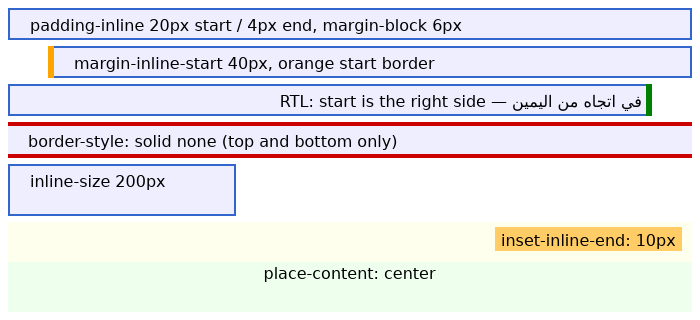 padding-inline 20px start / 4px end, margin-block 6px
margin-inline-start 40px, orange start border
RTL: start is the right side — في اتجاه من اليمين
border-style: solid none (top and bottom only)
inline-size 200px
inset-inline-end: 10px
place-content: center